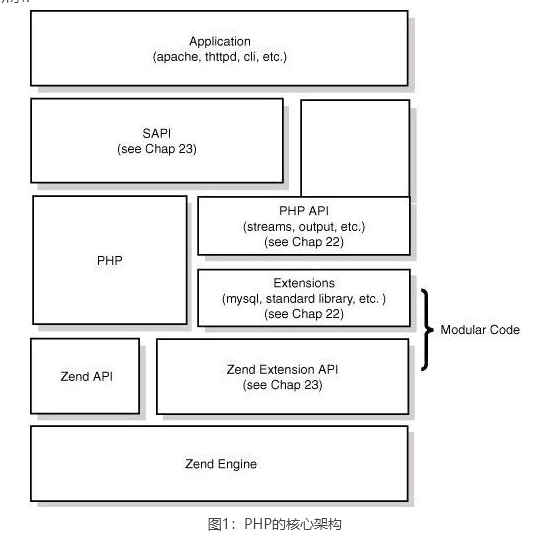 Application
(apache, thttpd, cli, etc.)
SAPI
(see Chap 23)
PHP API
(streams, output, etc.)
(see Chap 22)
PHP
Extensions
(mysql, standard library, etc. )
(see Chap 22)
Modular Code
Zend API
Zend Extension API
(see Chap 23)
Zend Engine
图1：PHP的核心架构